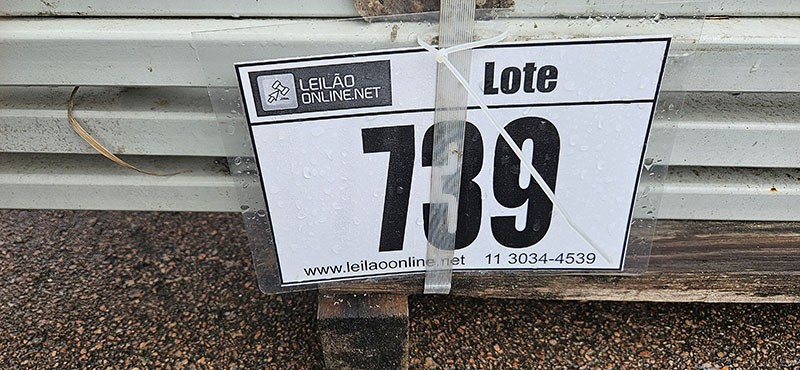 LEILÃO
ONLINE.NET
Lote
739
www.leilaoonline.net 11 3034-4539